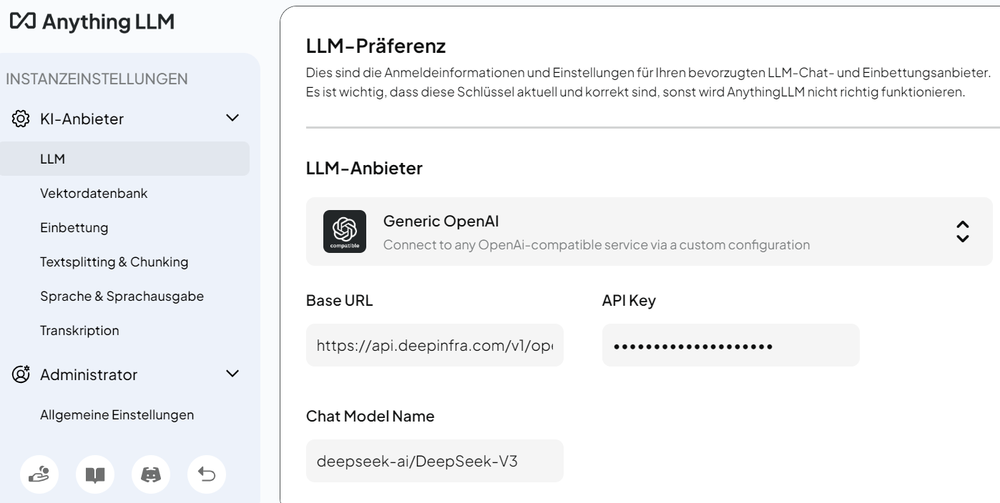 Anything LLM
INSTANZEINSTELLUNGEN
KI-Anbieter
LLM
Vektordatenbank
Einbettung
Textsplitting & Chunking
Sprache & Sprachausgabe
Transkription
Administrator
Allgemeine Einstellungen
LLM-Präferenz
Dies sind die Anmeldeinformationen und Einstellungen für Ihren bevorzugten LLM-Chat- und Einbettungsanbieter.
Es ist wichtig, dass diese Schlüssel aktuell und korrekt sind, sonst wird AnythingLLM nicht richtig funktionieren.
LLM-Anbieter
compatible
Generic OpenAI
Connect to any OpenAi-compatible service via a custom configuration
Base URL
https://api.deepinfra.com/v1/ope
API Key
••••••••••••••••••••
Chat Model Name
deepseek-ai/DeepSeek-V3